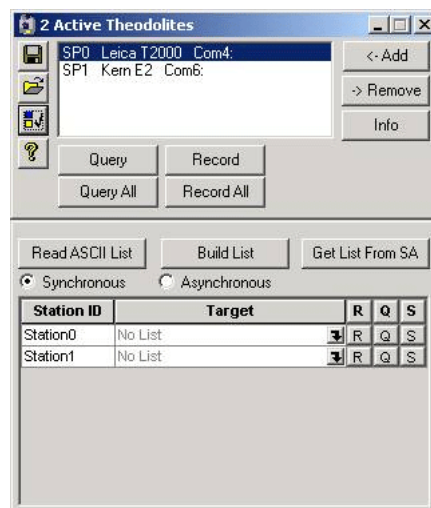 2 Active Theodolites
SP0 Leica T2000 Com4:
SP1 Kern E2 Com6:
<- Add
-> Remove
Info
Query
Record
Query All
Record All
Read ASCII List
Build List
Get List From SA
Synchronous
Asynchronous
Station ID Target R Q S
Station0 No List R Q S
Station1 No List R Q S